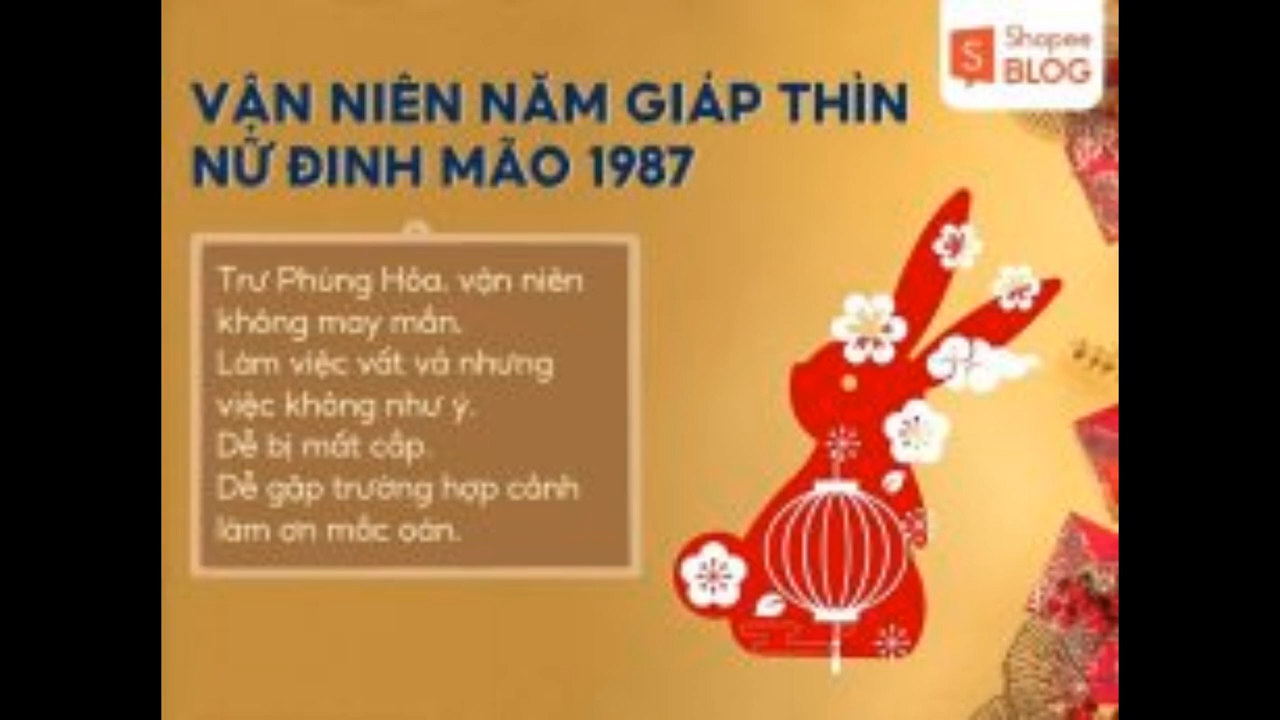 Shopee
BLOG
VẬN NIÊN NĂM GIÁP THÌN
NỮ ĐINH MÃO 1987
Trư Phùng Hỏa, vận niên
không may mắn.
Làm việc vất vả nhưng
việc không như ý.
Dễ bị mất cắp.
Dễ gặp trường hợp cảnh
làm ơn mắc oán.